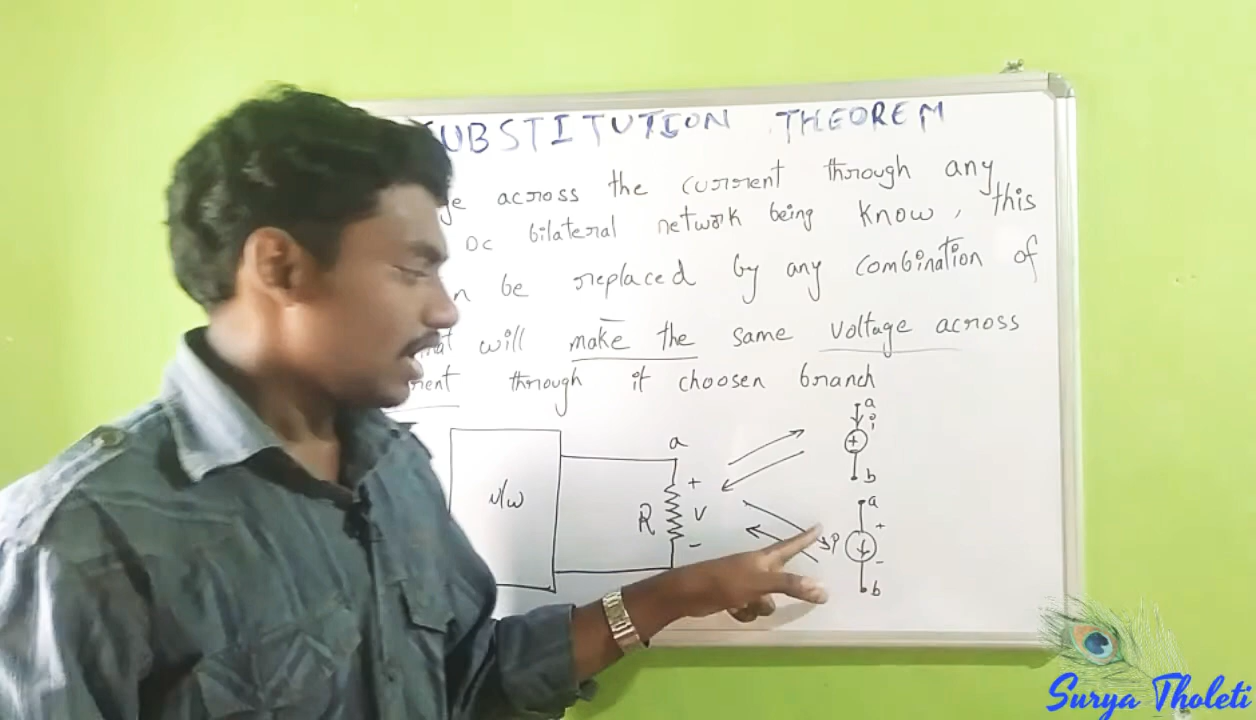 SUBSTITUTION THEOREM
across the current through any
DC bilateral network being know, this
be replaced by any combination of
will make the same voltage across
through it choosen branch
a
i
+
b
N/W
a
R
+
V
-
a
i
+
-
b
Surya Tholeti